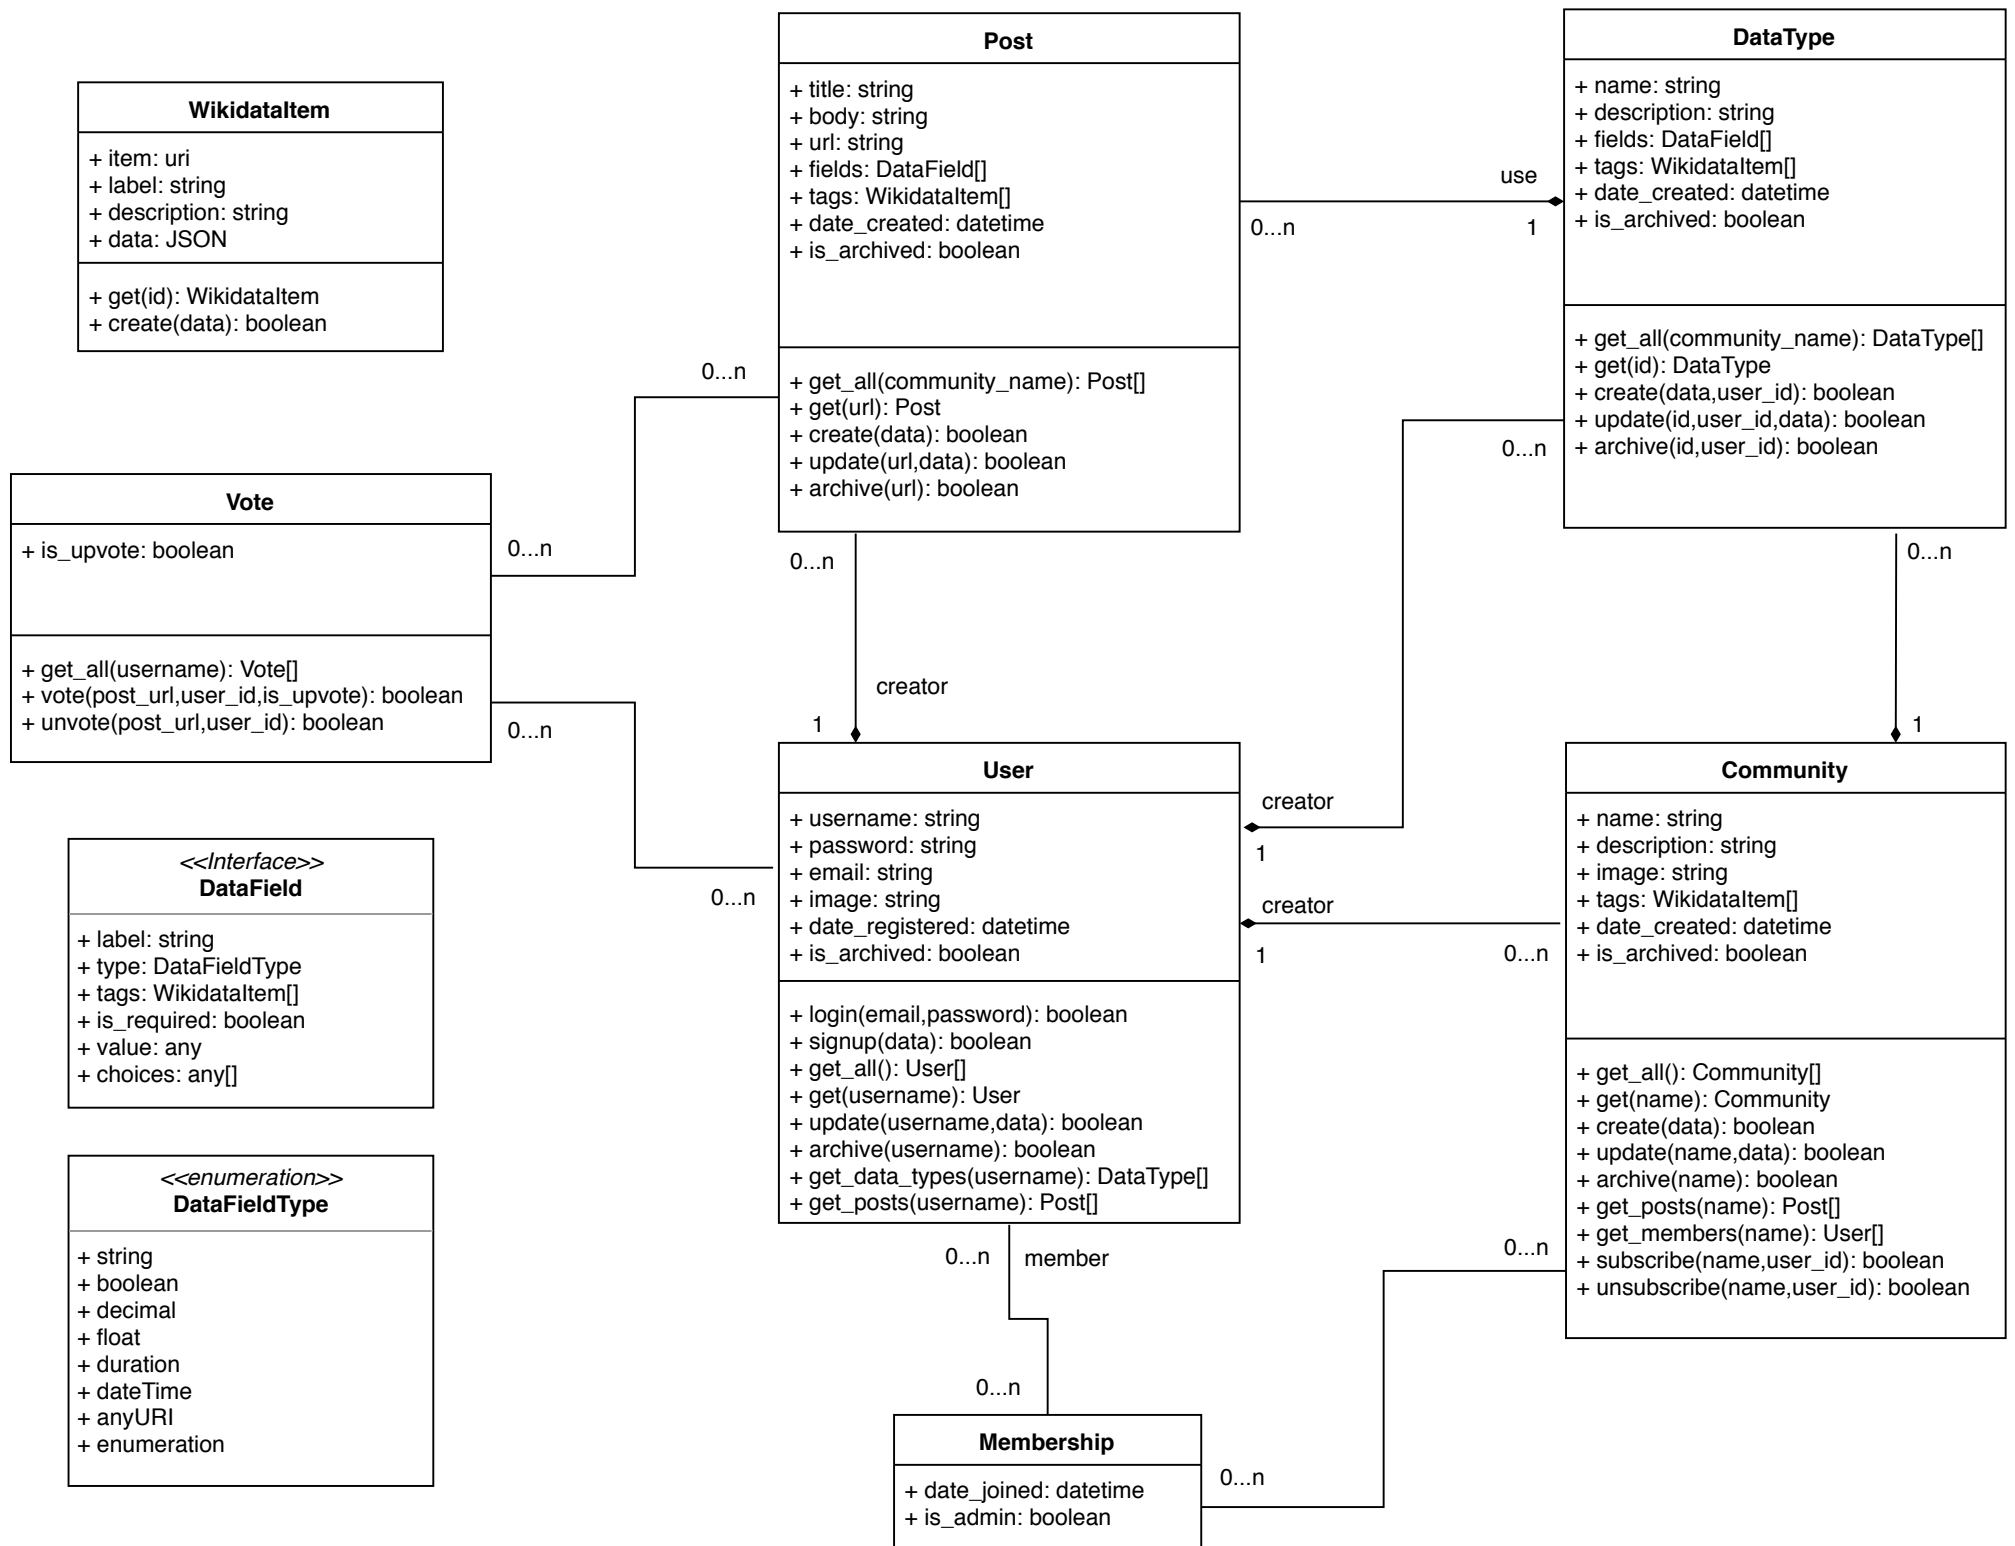 WikidataItem
+ item: uri
+ label: string
+ description: string
+ data: JSON
+ get(id): WikidataItem
+ create(data): boolean
Post
+ title: string
+ body: string
+ url: string
+ fields: DataField[]
+ tags: WikidataItem[]
+ date_created: datetime
+ is_archived: boolean
+ get_all(community_name): Post[]
+ get(url): Post
+ create(data): boolean
+ update(url,data): boolean
+ archive(url): boolean
use
0...n
1
DataType
+ name: string
+ description: string
+ fields: DataField[]
+ tags: WikidataItem[]
+ date_created: datetime
+ is_archived: boolean
+ get_all(community_name): DataType[]
+ get(id): DataType
+ create(data,user_id): boolean
+ update(id,user_id,data): boolean
+ archive(id,user_id): boolean
0...n
0...n
Vote
+ is_upvote: boolean
+ get_all(username): Vote[]
+ vote(post_url,user_id,is_upvote): boolean
+ unvote(post_url,user_id): boolean
0...n
0...n
0...n
0...n
creator
1
0...n
1
User
+ username: string
+ password: string
+ email: string
+ image: string
+ date_registered: datetime
+ is_archived: boolean
+ login(email,password): boolean
+ signup(data): boolean
+ get_all(): User[]
+ get(username): User
+ update(username,data): boolean
+ archive(username): boolean
+ get_data_types(username): DataType[]
+ get_posts(username): Post[]
creator
1
creator
1
0...n
Community
+ name: string
+ description: string
+ image: string
+ tags: WikidataItem[]
+ date_created: datetime
+ is_archived: boolean
+ get_all(): Community[]
+ get(name): Community
+ create(data): boolean
+ update(name,data): boolean
+ archive(name): boolean
+ get_posts(name): Post[]
+ get_members(name): User[]
+ subscribe(name,user_id): boolean
+ unsubscribe(name,user_id): boolean
<<Interface>>
DataField
+ label: string
+ type: DataFieldType
+ tags: WikidataItem[]
+ is_required: boolean
+ value: any
+ choices: any[]
<<enumeration>>
DataFieldType
+ string
+ boolean
+ decimal
+ float
+ duration
+ dateTime
+ anyURI
+ enumeration
0...n
member
0...n
0...n
0...n
Membership
+ date_joined: datetime
+ is_admin: boolean